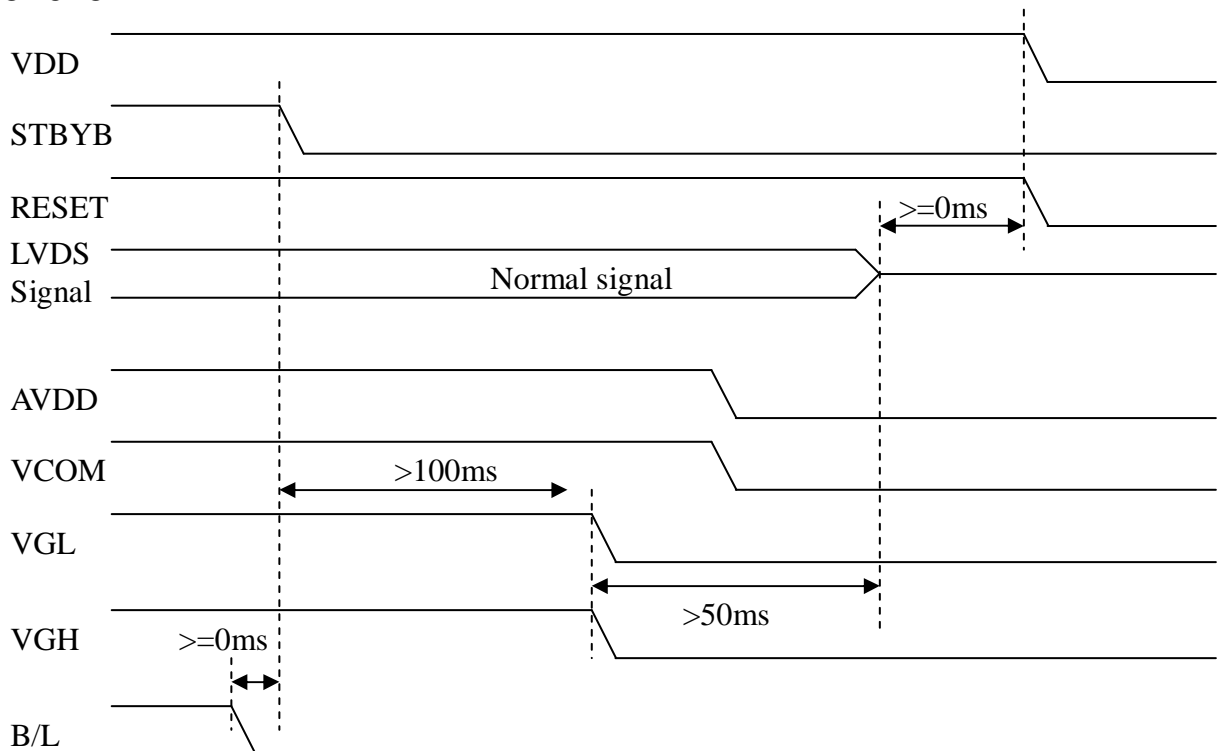 VDD
STBYB
RESET
>=0ms
LVDS
Signal
Normal signal
AVDD
VCOM
>100ms
VGL
>50ms
VGH
>=0ms
B/L